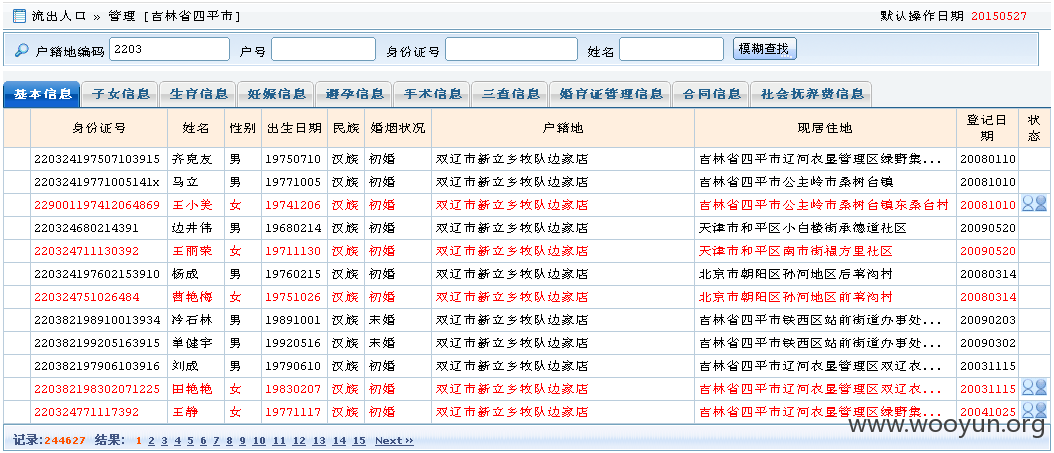 流出人口 » 管理 [吉林省四平市] 默认操作日期 20150527
户籍地编码 2203 户号 身份证号 姓名 模糊查找
基本信息 子女信息 生育信息 妊娠信息 避孕信息 手术信息 三查信息 婚育证管理信息 合同信息 社会抚养费信息
身份证号 姓名 性别 出生日期 民族 婚姻状况 户籍地 现居住地 登记日期 状态
220324197507103915 齐克友 男 19750710 汉族 初婚 双辽市新立乡牧队边家店 吉林省四平市辽河农垦管理区绿野集... 20080110
22032419771005141x 马立 男 19771005 汉族 初婚 双辽市新立乡牧队边家店 吉林省四平市公主岭市桑树台镇 20081010
229001197412064869 王小美 女 19741206 汉族 初婚 双辽市新立乡牧队边家店 吉林省四平市公主岭市桑树台镇东桑台村 20081010
220324680214391 边井伟 男 19680214 汉族 初婚 双辽市新立乡牧队边家店 天津市和平区小白楼街承德道社区 20090520
220324711130392 王丽荣 女 19711130 汉族 初婚 双辽市新立乡牧队边家店 天津市和平区南市街福方里社区 20090520
220324197602153910 杨成 男 19760215 汉族 初婚 双辽市新立乡牧队边家店 北京市朝阳区孙河地区后苇沟村 20080314
220324751026484 曹艳梅 女 19751026 汉族 初婚 双辽市新立乡牧队边家店 北京市朝阳区孙河地区前苇沟村 20080314
220382198910013934 冷石林 男 19891001 汉族 未婚 双辽市新立乡牧队边家店 吉林省四平市铁西区站前街道办事处... 20090203
220382199205163915 单健宇 男 19920516 汉族 未婚 双辽市新立乡牧队边家店 吉林省四平市铁西区站前街道办事处... 20090302
220382197906103916 刘成 男 19790610 汉族 初婚 双辽市新立乡牧队边家店 吉林省四平市辽河农垦管理区双辽农... 20031115
220382198302071225 田艳艳 女 19830207 汉族 初婚 双辽市新立乡牧队边家店 吉林省四平市辽河农垦管理区双辽农... 20031115
220324771117392 王静 女 19771117 汉族 初婚 双辽市新立乡牧队边家店 吉林省四平市辽河农垦管理区绿野集... 20041025
记录:244627 结果: 1 2 3 4 5 6 7 8 9 10 11 12 13 14 15 Next»
www.wooyun.org